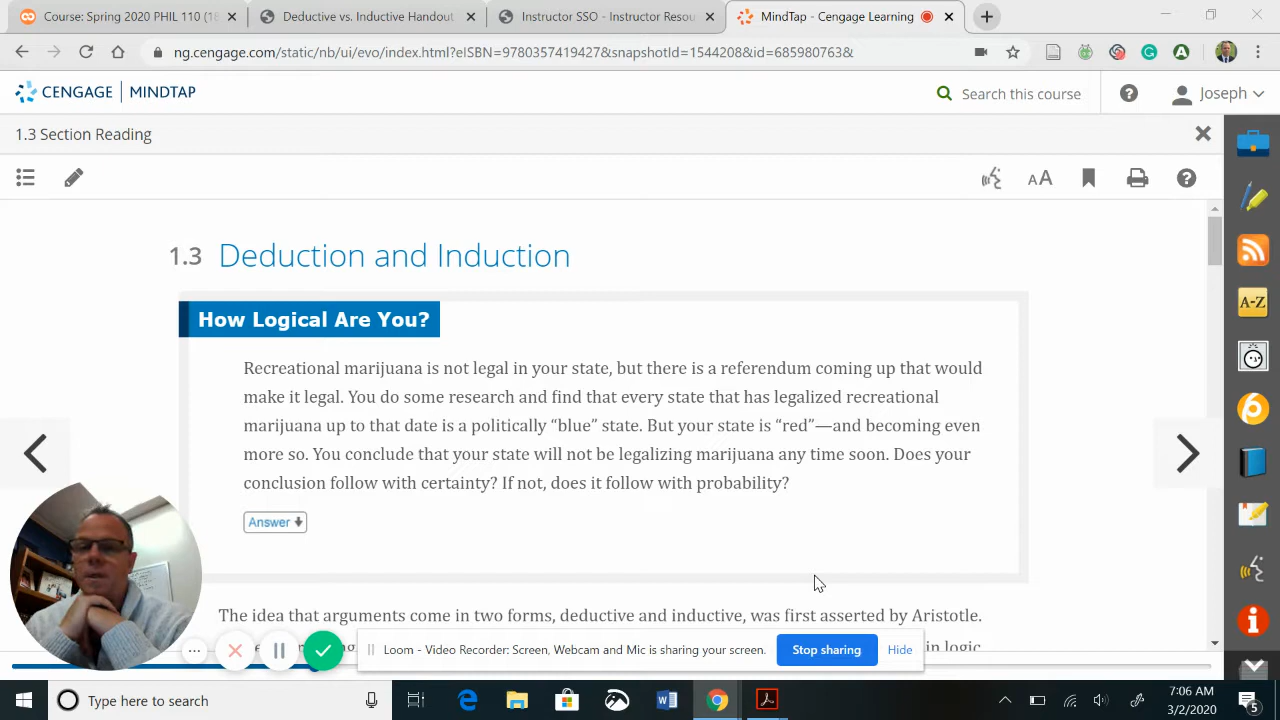 Course: Spring 2020 PHIL 110 (18
Deductive vs. Inductive Handout
Instructor SSO - Instructor Resou
MindTap - Cengage Learning
ng.cengage.com/static/nb/ui/evo/index.html?eISBN=9780357419427&snapshotId=1544208&id=685980763&
CENGAGE | MINDTAP
Search this course
Joseph
1.3 Section Reading
AA
1.3 Deduction and Induction
How Logical Are You?
Recreational marijuana is not legal in your state, but there is a referendum coming up that would
make it legal. You do some research and find that every state that has legalized recreational
marijuana up to that date is a politically “blue” state. But your state is “red”—and becoming even
more so. You conclude that your state will not be legalizing marijuana any time soon. Does your
conclusion follow with certainty? If not, does it follow with probability?
Answer
The idea that arguments come in two forms, deductive and inductive, was first asserted by Aristotle.
in logic
Loom - Video Recorder: Screen, Webcam and Mic is sharing your screen.
Stop sharing
Hide
A-Z
Type here to search
7:06 AM
3/2/2020
5